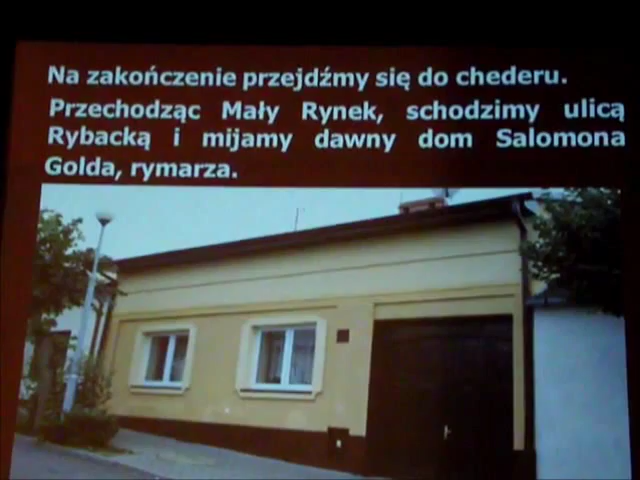 Na zakończenie przejdźmy się do chederu.
Przechodząc Mały Rynek, schodzimy ulicą
Rybacką i mijamy dawny dom Salomona
Golda, rymarza.